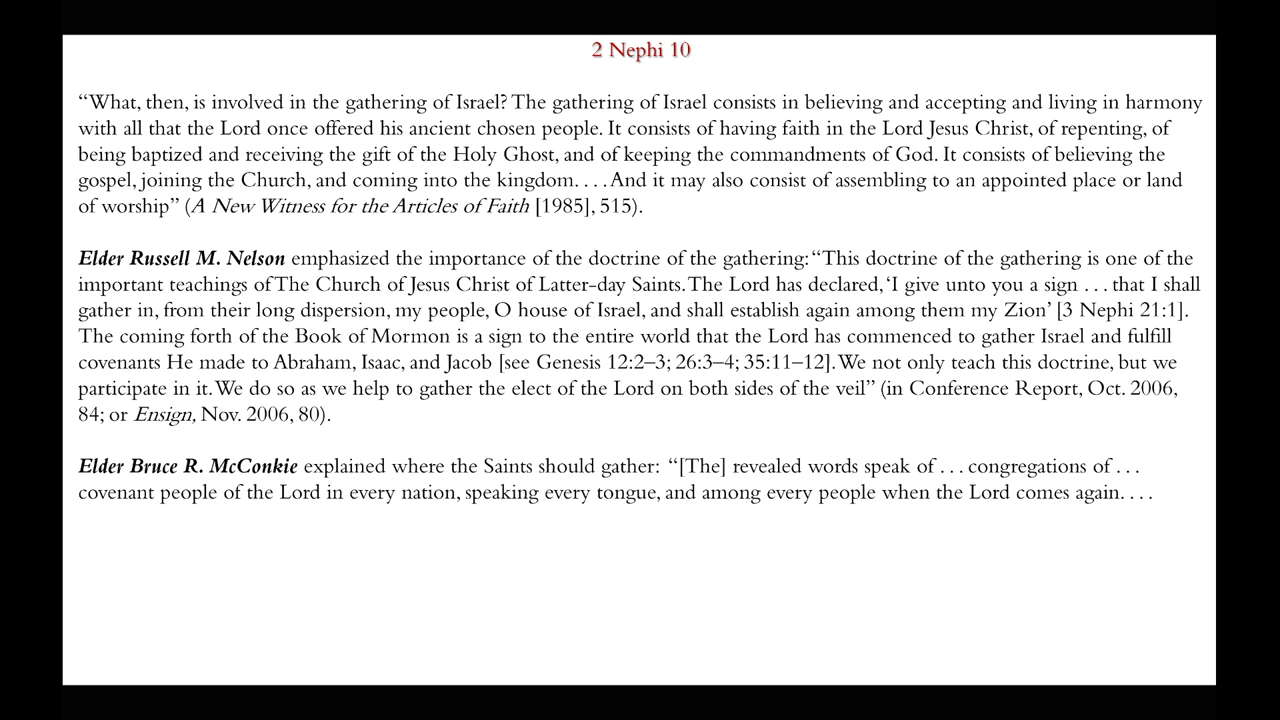 2 Nephi 10
“What, then, is involved in the gathering of Israel? The gathering of Israel consists in believing and accepting and living in harmony
with all that the Lord once offered his ancient chosen people. It consists of having faith in the Lord Jesus Christ, of repenting, of
being baptized and receiving the gift of the Holy Ghost, and of keeping the commandments of God. It consists of believing the
gospel, joining the Church, and coming into the kingdom. . . . And it may also consist of assembling to an appointed place or land
of worship” (A New Witness for the Articles of Faith [1985], 515).
Elder Russell M. Nelson emphasized the importance of the doctrine of the gathering: “This doctrine of the gathering is one of the
important teachings of The Church of Jesus Christ of Latter-day Saints. The Lord has declared, ‘I give unto you a sign . . . that I shall
gather in, from their long dispersion, my people, O house of Israel, and shall establish again among them my Zion’ [3 Nephi 21:1].
The coming forth of the Book of Mormon is a sign to the entire world that the Lord has commenced to gather Israel and fulfill
covenants He made to Abraham, Isaac, and Jacob [see Genesis 12:2–3; 26:3–4; 35:11–12]. We not only teach this doctrine, but we
participate in it. We do so as we help to gather the elect of the Lord on both sides of the veil” (in Conference Report, Oct. 2006,
84; or Ensign, Nov. 2006, 80).
Elder Bruce R. McConkie explained where the Saints should gather: “[The] revealed words speak of . . . congregations of . . .
covenant people of the Lord in every nation, speaking every tongue, and among every people when the Lord comes again. . . .